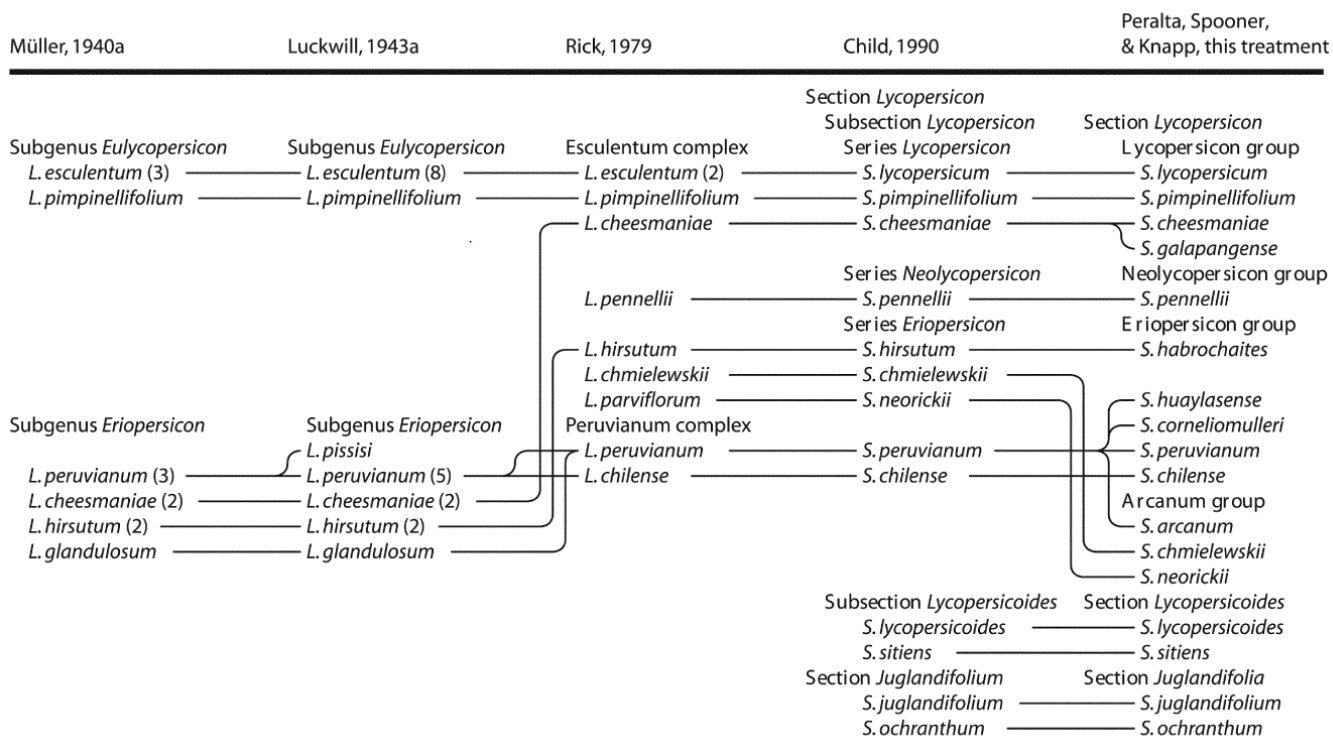 Peralta, Spooner,
Müller, 1940a Luckwill, 1943a Rick, 1979 Child, 1990 & Knapp, this treatment
Section Lycopersicon
Subsection Lycopersicon Section Lycopersicon
Subgenus Eulycopersicon Subgenus Eulycopersicon Esculentum complex Series Lycopersicon Lycopersicon group
L. esculentum (3) L. esculentum (8) L. esculentum (2) S. lycopersicum S. lycopersicum
L. pimpinellifolium L. pimpinellifolium L. pimpinellifolium S. pimpinellifolium S. pimpinellifolium
L. cheesmaniae S. cheesmaniae S. cheesmaniae
S. galapangense
Series Neolycopersicon Neolycopersicon group
L. pennellii S. pennellii S. pennellii
Series Eriopersicon Eriopersicon group
L. hirsutum S. hirsutum S. habrochaites
L. chmielewskii S. chmielewskii
L. parviflorum S. neorickii S. huaylasense
Subgenus Eriopersicon Subgenus Eriopersicon Peruvianum complex S. corneliomulleri
L. pissisi L. peruvianum S. peruvianum S. peruvianum
L. peruvianum (3) L. peruvianum (5) L. chilense S. chilense S. chilense
L. cheesmaniae (2) L. cheesmaniae (2) Arcanum group
L. hirsutum (2) L. hirsutum (2) S. arcanum
L. glandulosum L. glandulosum S. chmielewskii
S. neorickii
Subsection Lycopersicoides Section Lycopersicoides
S. lycopersicoides S. lycopersicoides
S. sitiens S. sitiens
Section Juglandifolium Section Juglandifolia
S. juglandifolium S. juglandifolium
S. ochranthum S. ochranthum